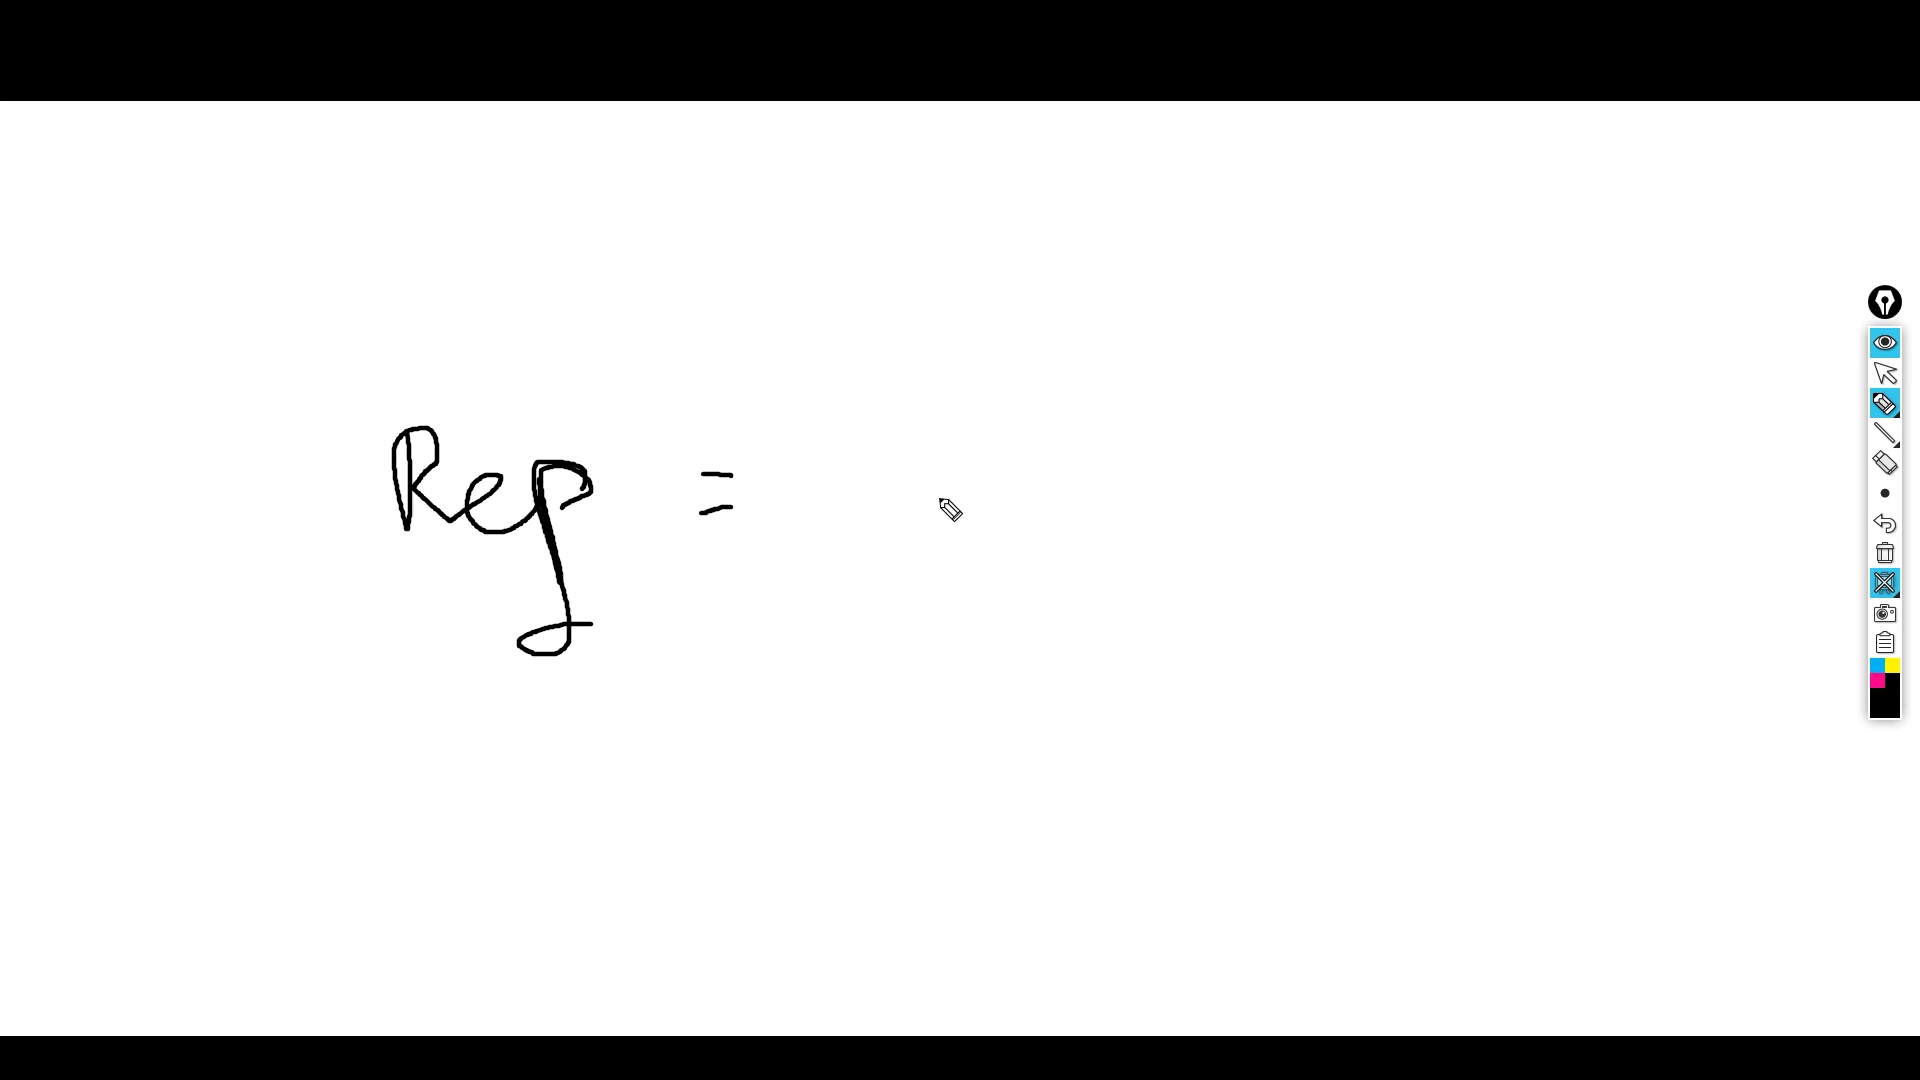 Rep =